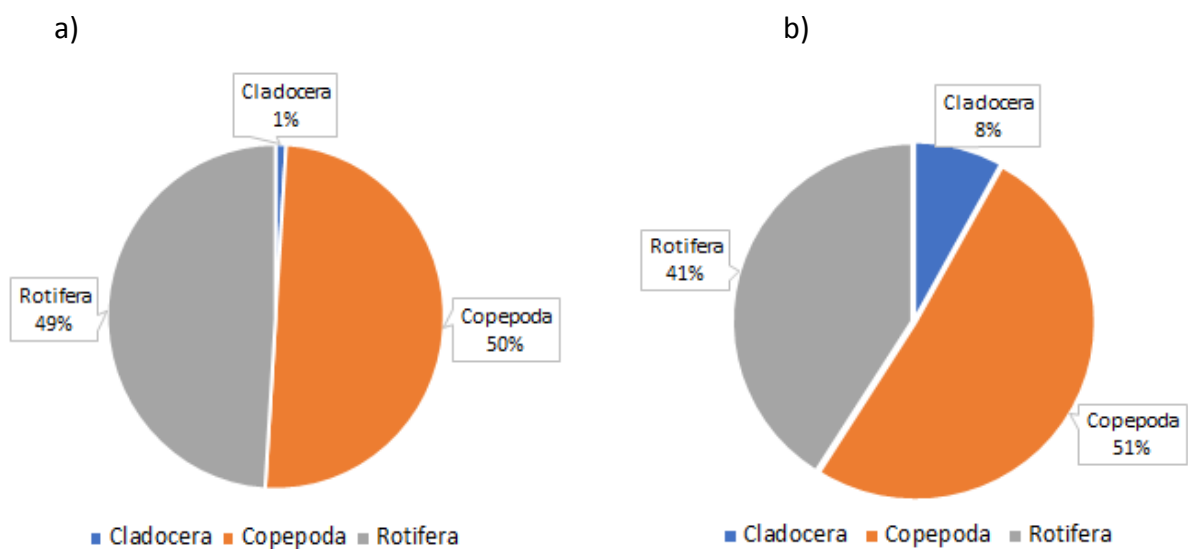 a)
Cladocera
1%
Rotifera
49%
Copepoda
50%
Cladocera Copepoda Rotifera
b)
Cladocera
8%
Rotifera
41%
Copepoda
51%
Cladocera Copepoda Rotifera